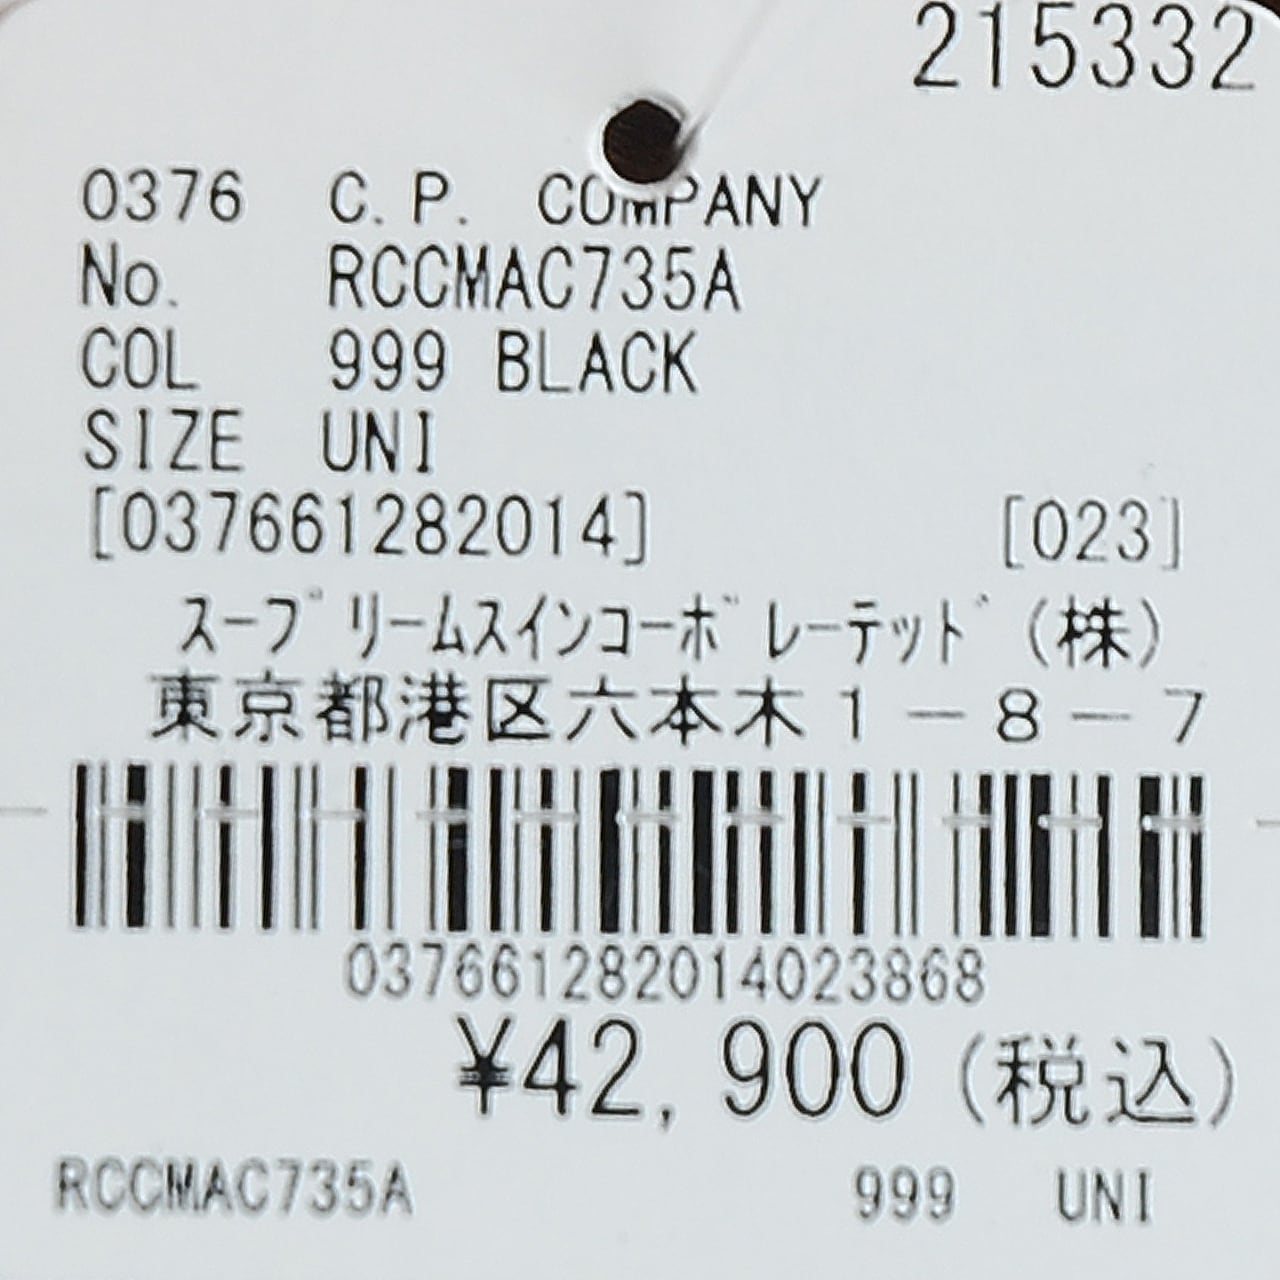 215332
0376 C.P. COMPANY
No. RCCMAC735A
COL 999 BLACK
SIZE UNI
[037661282014] [023]
ｽｰﾌﾟﾘｰﾑｽｲﾝｺｰﾎﾟﾚｰﾃｯﾄﾞ(株)
東京都港区六本木1－8－7
037661282014023868
¥42,900(税込)
RCCMAC735A 999 UNI